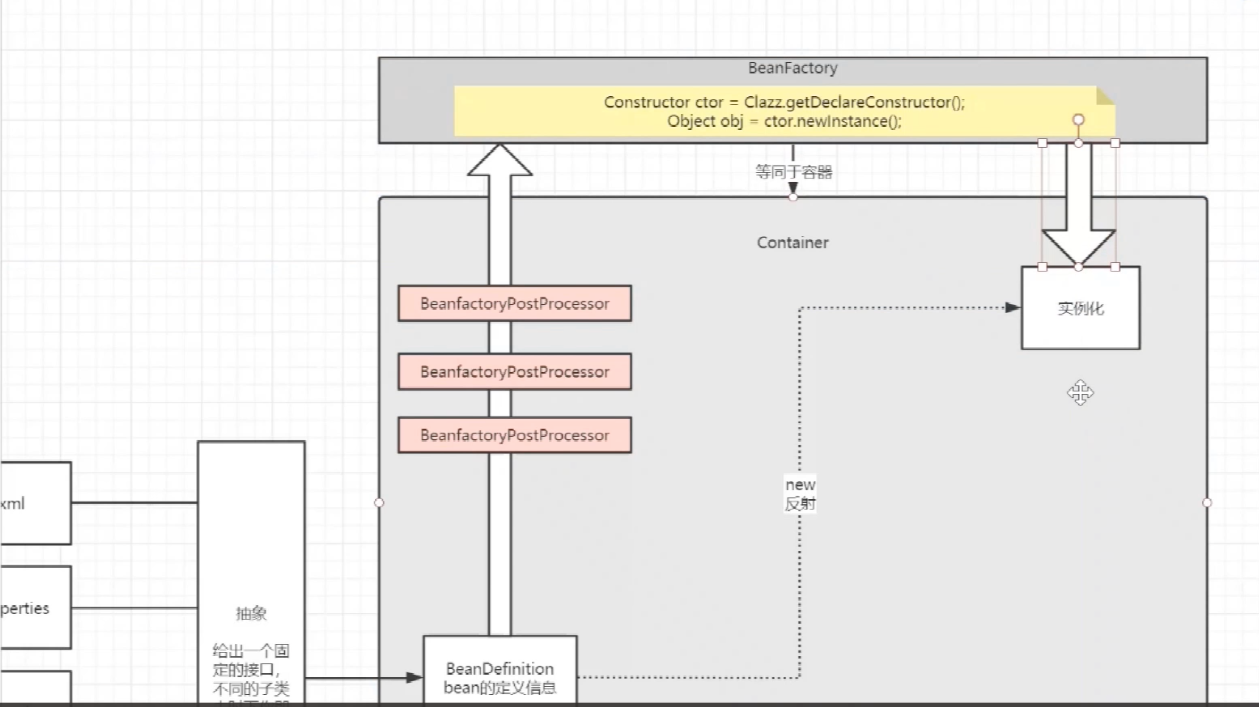 BeanFactory
Constructor ctor = Clazz.getDeclareConstructor();
Object obj = ctor.newInstance();
等同于容器
Container
BeanfactoryPostProcessor
实例化
BeanfactoryPostProcessor
BeanfactoryPostProcessor
new
反射
xml
perties
抽象
给出一个固
定的接口，
不同的子类
BeanDefinition
bean的定义信息